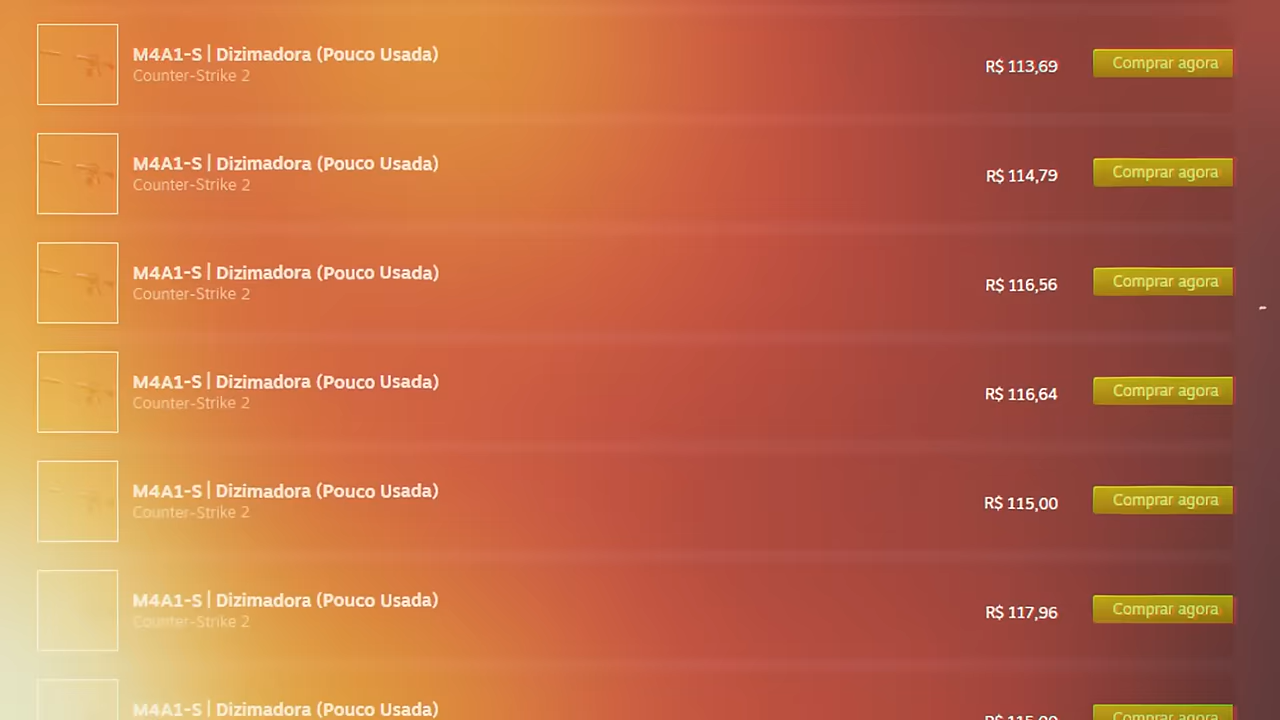 M4A1-S | Dizimadora (Pouco Usada)
Counter-Strike 2
R$ 113,69
Comprar agora
M4A1-S | Dizimadora (Pouco Usada)
Counter-Strike 2
R$ 114,79
Comprar agora
M4A1-S | Dizimadora (Pouco Usada)
Counter-Strike 2
R$ 116,56
Comprar agora
M4A1-S | Dizimadora (Pouco Usada)
Counter-Strike 2
R$ 116,64
Comprar agora
M4A1-S | Dizimadora (Pouco Usada)
Counter-Strike 2
R$ 115,00
Comprar agora
M4A1-S | Dizimadora (Pouco Usada)
Counter-Strike 2
R$ 117,96
Comprar agora
M4A1-S | Dizimadora (Pouco Usada)
Comprar agora